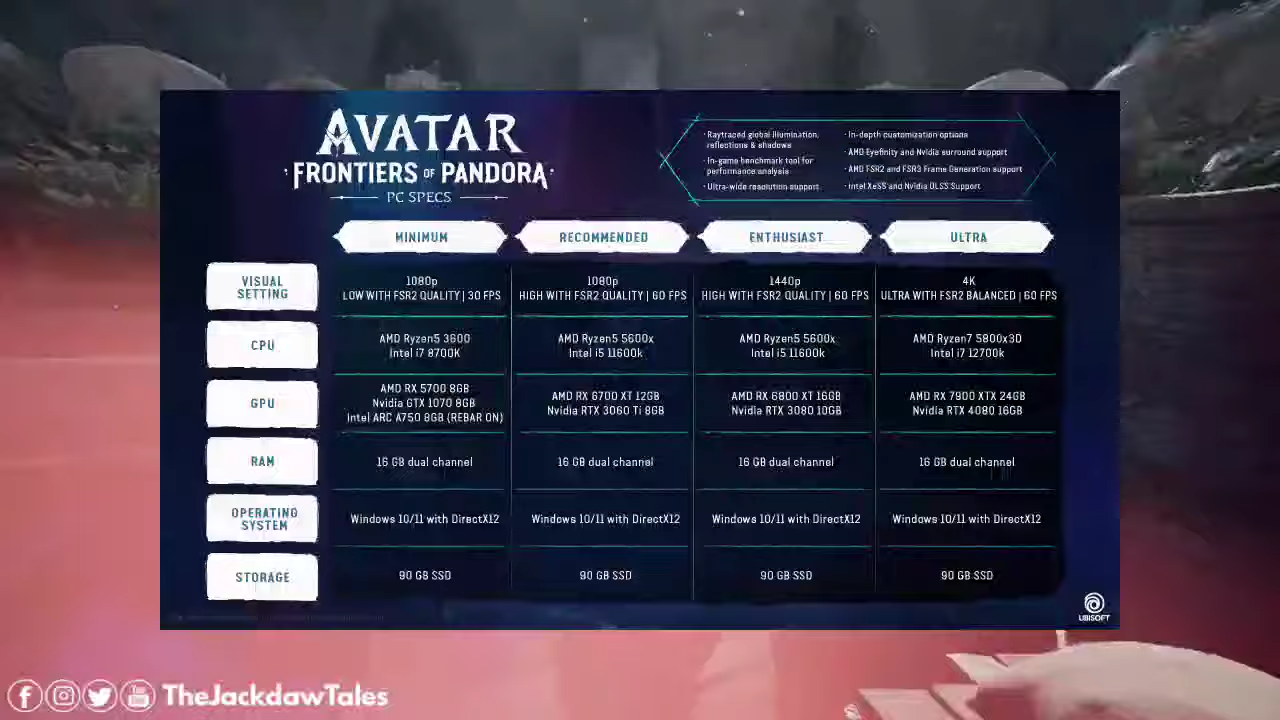 AVATAR
FRONTIERS OF PANDORA
PC SPECS
· Raytraced global illumination,
reflections & shadows
· In-game benchmark tool for
performance analysis
· Ultra-wide resolution support
· In-depth customization options
· AMD Eyefinity and Nvidia surround support
· AMD FSR2 and FSR3 Frame Generation support
· Intel XeSS and Nvidia DLSS Support
MINIMUM RECOMMENDED ENTHUSIAST ULTRA
VISUAL
SETTING
1080p 1080p 1440p 4K
LOW WITH FSR2 QUALITY | 30 FPS HIGH WITH FSR2 QUALITY | 60 FPS HIGH WITH FSR2 QUALITY | 60 FPS ULTRA WITH FSR2 BALANCED | 60 FPS
CPU
AMD Ryzen5 3600 AMD Ryzen5 5600x AMD Ryzen5 5600x AMD Ryzen7 5800x3D
Intel i7 8700K Intel i5 11600k Intel i5 11600k Intel i7 12700k
GPU
AMD RX 5700 8GB
Nvidia GTX 1070 8GB
Intel ARC A750 8GB (REBAR ON)
AMD RX 6700 XT 12GB
Nvidia RTX 3060 Ti 8GB
AMD RX 6800 XT 16GB
Nvidia RTX 3080 10GB
AMD RX 7900 XTX 24GB
Nvidia RTX 4080 16GB
RAM 16 GB dual channel 16 GB dual channel 16 GB dual channel 16 GB dual channel
OPERATING
SYSTEM
Windows 10/11 with DirectX12 Windows 10/11 with DirectX12 Windows 10/11 with DirectX12 Windows 10/11 with DirectX12
STORAGE 90 GB SSD 90 GB SSD 90 GB SSD 90 GB SSD
UBISOFT
TheJackdawTales